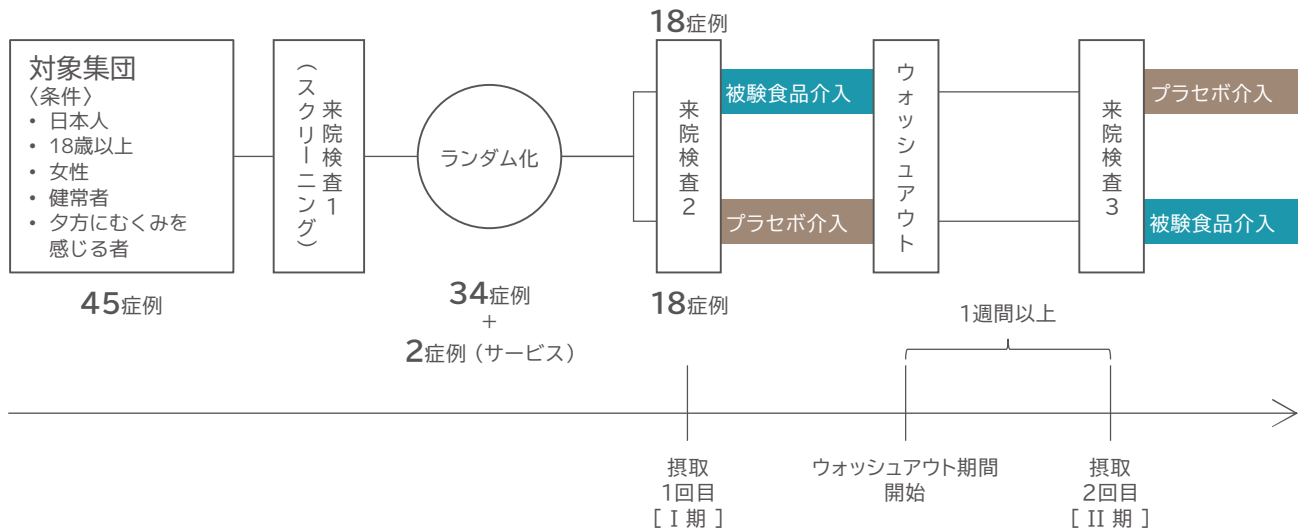 対象集団
〈条件〉
• 日本人
• 18歳以上
• 女性
• 健常者
• 夕方にむくみを
感じる者
45症例
来院検査1
(スクリーニング)
ランダム化
34症例
+
2症例 (サービス)
18症例
来院検査2
18症例
被験食品介入
プラセボ介入
ウォッシュアウト
来院検査3
プラセボ介入
被験食品介入
1週間以上
摂取
1回目
[ I 期 ]
ウォッシュアウト期間
開始
摂取
2回目
[ II 期 ]